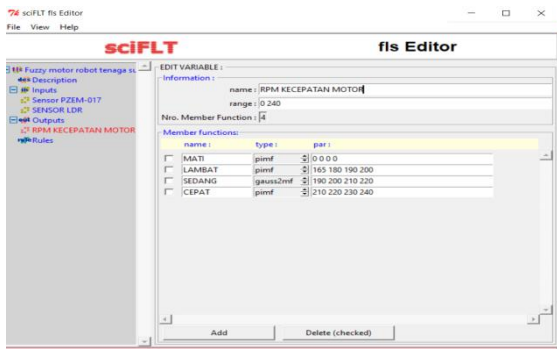 sciFLT fls Editor
File View Help
sciFLT fls Editor
Fuzzy motor robot tenaga su
Description
Inputs
Sensor PZEM-017
SENSOR LDR
Outputs
RPM KECEPATAN MOTOR
Rules
EDIT VARIABLE :
Information :
name : RPM KECEPATAN MOTOR
range : 0 240
Nro. Member Function : 4
Member functions:
name : type : par :
MATI pimf 0 0 0 0
LAMBAT pimf 165 180 190 200
SEDANG gauss2mf 190 200 210 220
CEPAT pimf 210 220 230 240
Add Delete (checked)